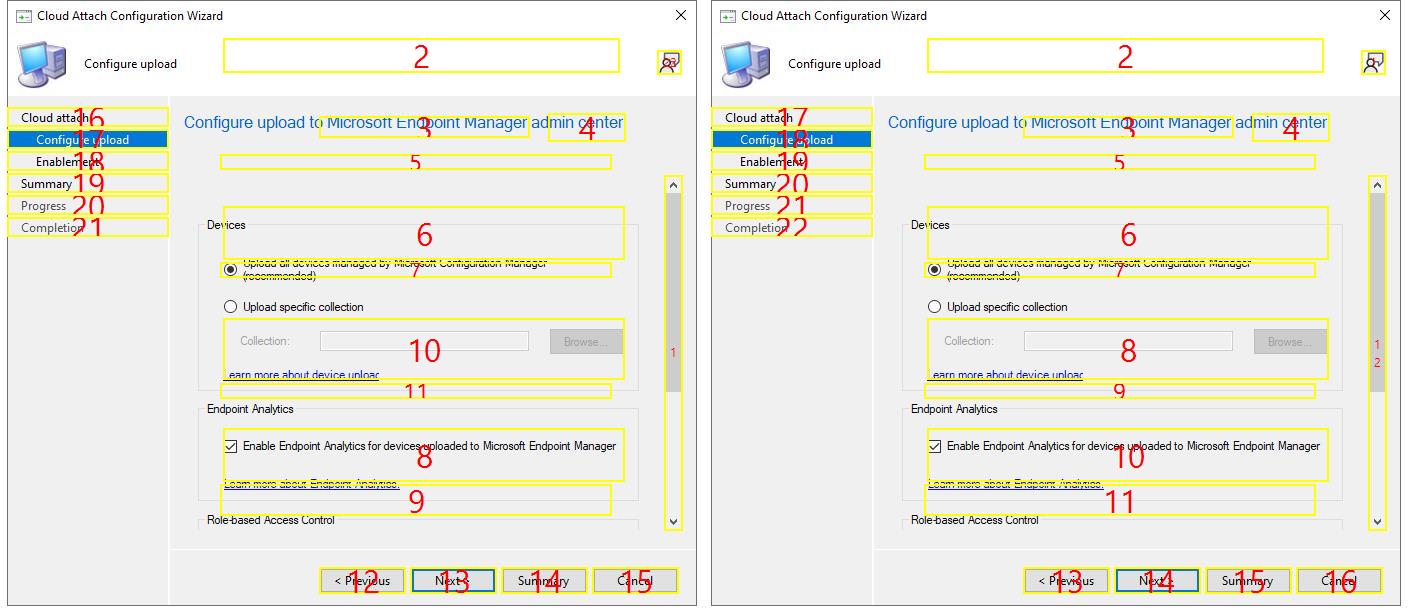 Cloud Attach Configuration Wizard
Configure upload
2
Cloud attach
16
Configure upload
17
Enablement
18
Summary
19
Progress
20
Completion
21
Configure upload to Microsoft Endpoint Manager admin center
3
4
5
Devices
6
Upload all devices managed by Microsoft Configuration Manager
(recommended)
7
Upload specific collection
Collection:
Browse...
10
1
Learn more about device upload
11
Endpoint Analytics
Enable Endpoint Analytics for devices uploaded to Microsoft Endpoint Manager
8
Learn more about Endpoint Analytics.
9
Role-based Access Control
< Previous
12
Next >
13
Summary
14
Cancel
15
Cloud Attach Configuration Wizard
Configure upload
2
Cloud attach
17
Configure upload
18
Enablement
19
Summary
20
Progress
21
Completion
22
Configure upload to Microsoft Endpoint Manager admin center
3
4
5
Devices
6
Upload all devices managed by Microsoft Configuration Manager
(recommended)
7
Upload specific collection
Collection:
Browse...
8
1
2
Learn more about device upload
9
Endpoint Analytics
Enable Endpoint Analytics for devices uploaded to Microsoft Endpoint Manager
10
Learn more about Endpoint Analytics.
11
Role-based Access Control
< Previous
13
Next >
14
Summary
15
Cancel
16